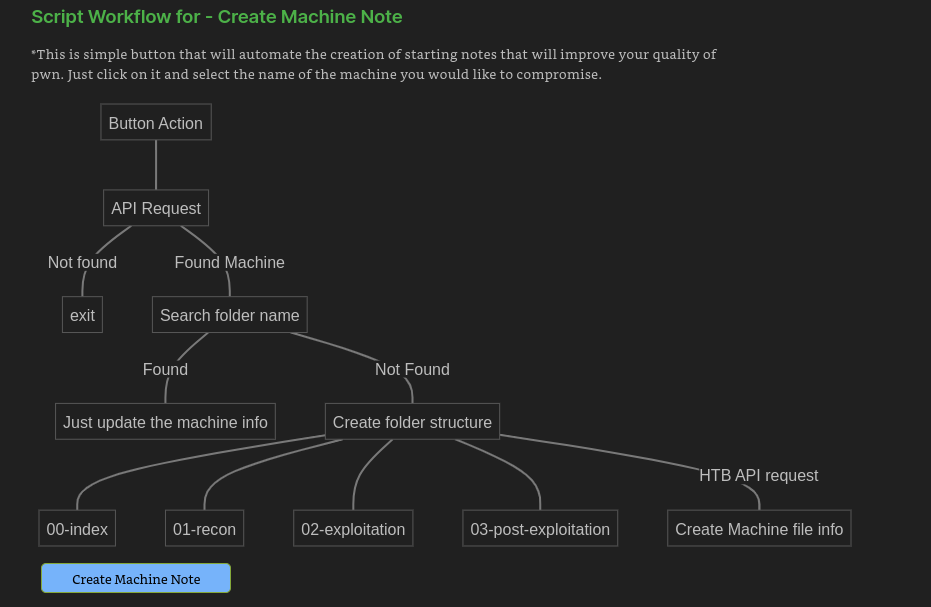 Script Workflow for - Create Machine Note
*This is simple button that will automate the creation of starting notes that will improve your quality of
pwn. Just click on it and select the name of the machine you would like to compromise.
Button Action
API Request
Not found
Found Machine
exit
Search folder name
Found
Not Found
Just update the machine info
Create folder structure
HTB API request
00-index
01-recon
02-exploitation
03-post-exploitation
Create Machine file info
Create Machine Note